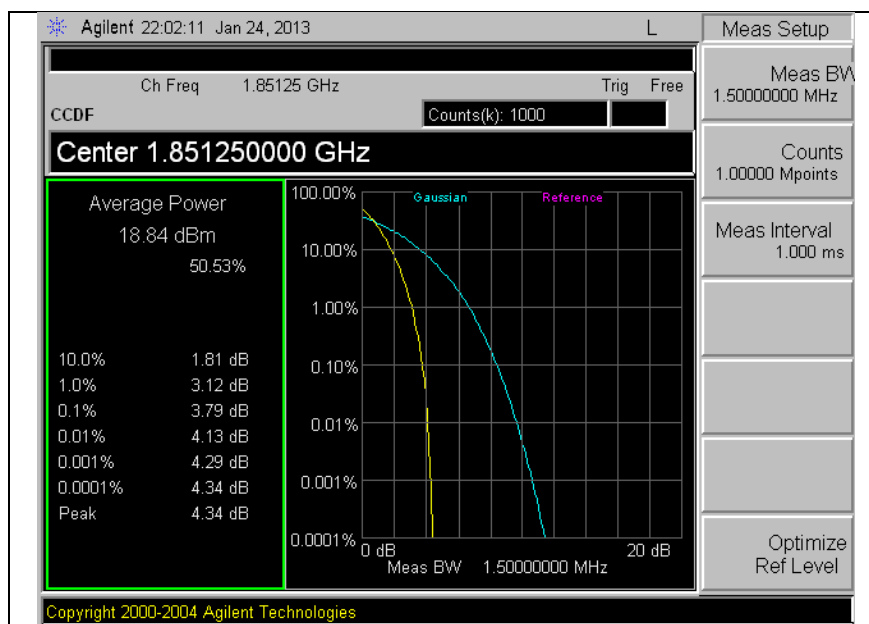 Agilent 22:02:11 Jan 24, 2013 L
Meas Setup
Ch Freq 1.85125 GHz Trig Free
CCDF Counts(k): 1000
Center 1.851250000 GHz
Average Power
18.84 dBm
50.53%
10.0% 1.81 dB
1.0% 3.12 dB
0.1% 3.79 dB
0.01% 4.13 dB
0.001% 4.29 dB
0.0001% 4.34 dB
Peak 4.34 dB
Gaussian Reference
100.00%
10.00%
1.00%
0.10%
0.01%
0.001%
0.0001%
0 dB 20 dB
Meas BW 1.50000000 MHz
Meas BW
1.50000000 MHz
Counts
1.00000 Mpoints
Meas Interval
1.000 ms
Optimize
Ref Level
Copyright 2000-2004 Agilent Technologies